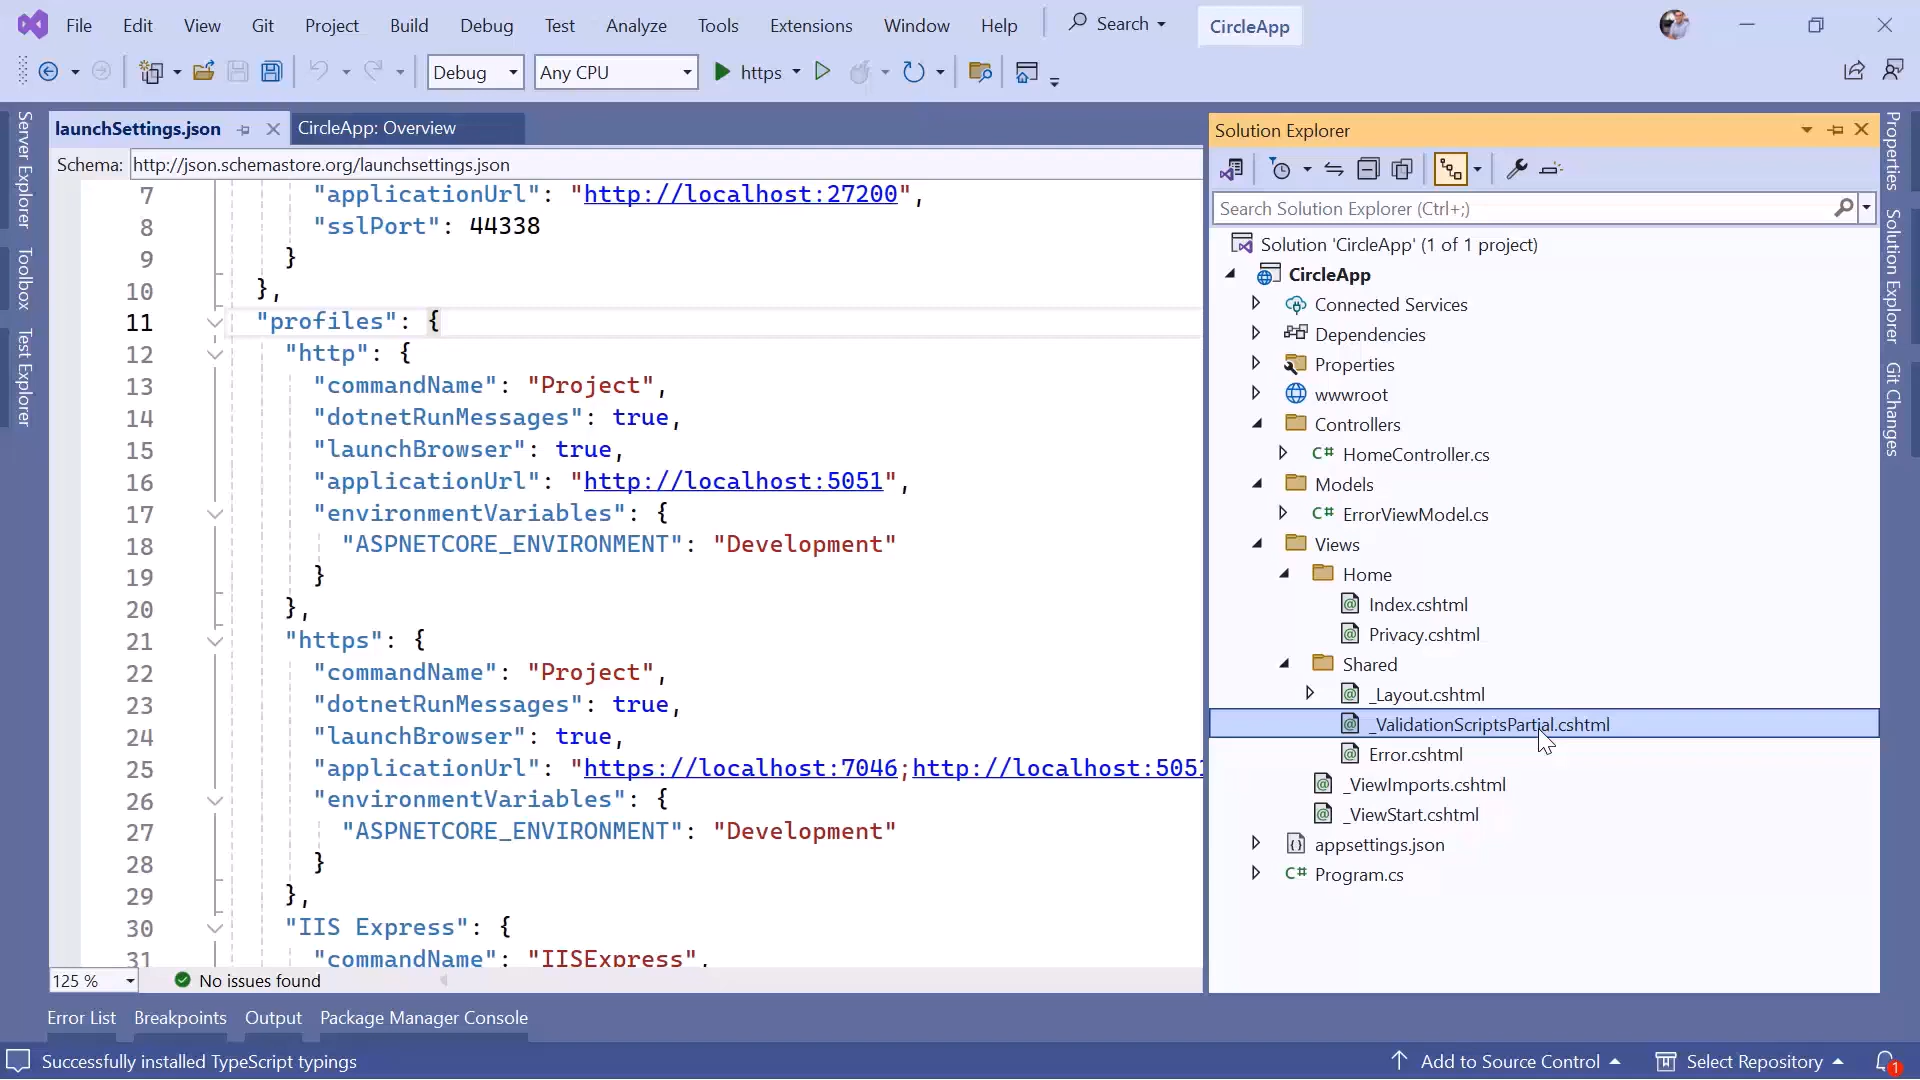 File Edit View Git Project Build Debug Test Analyze Tools Extensions Window Help Search CircleApp
Debug Any CPU https
Server Explorer
Toolbox
Test Explorer
launchSettings.json CircleApp: Overview
Schema: http://json.schemastore.org/launchsettings.json
7 "applicationUrl": "http://localhost:27200",
8 "sslPort": 44338
9 }
10 },
11 "profiles": {
12 "http": {
13 "commandName": "Project",
14 "dotnetRunMessages": true,
15 "launchBrowser": true,
16 "applicationUrl": "http://localhost:5051",
17 "environmentVariables": {
18 "ASPNETCORE_ENVIRONMENT": "Development"
19 }
20 },
21 "https": {
22 "commandName": "Project",
23 "dotnetRunMessages": true,
24 "launchBrowser": true,
25 "applicationUrl": "https://localhost:7046;http://localhost:5051
26 "environmentVariables": {
27 "ASPNETCORE_ENVIRONMENT": "Development"
28 }
29 },
30 "IIS Express": {
31 "commandName": "IISExpress",
125 % No issues found
Solution Explorer
Search Solution Explorer (Ctrl+;)
Solution 'CircleApp' (1 of 1 project)
CircleApp
Connected Services
Dependencies
Properties
wwwroot
Controllers
C# HomeController.cs
Models
C# ErrorViewModel.cs
Views
Home
Index.cshtml
Privacy.cshtml
Shared
_Layout.cshtml
_ValidationScriptsPartial.cshtml
Error.cshtml
_ViewImports.cshtml
_ViewStart.cshtml
appsettings.json
C# Program.cs
Properties
Solution Explorer
Git Changes
Error List Breakpoints Output Package Manager Console
Successfully installed TypeScript typings Add to Source Control Select Repository 1